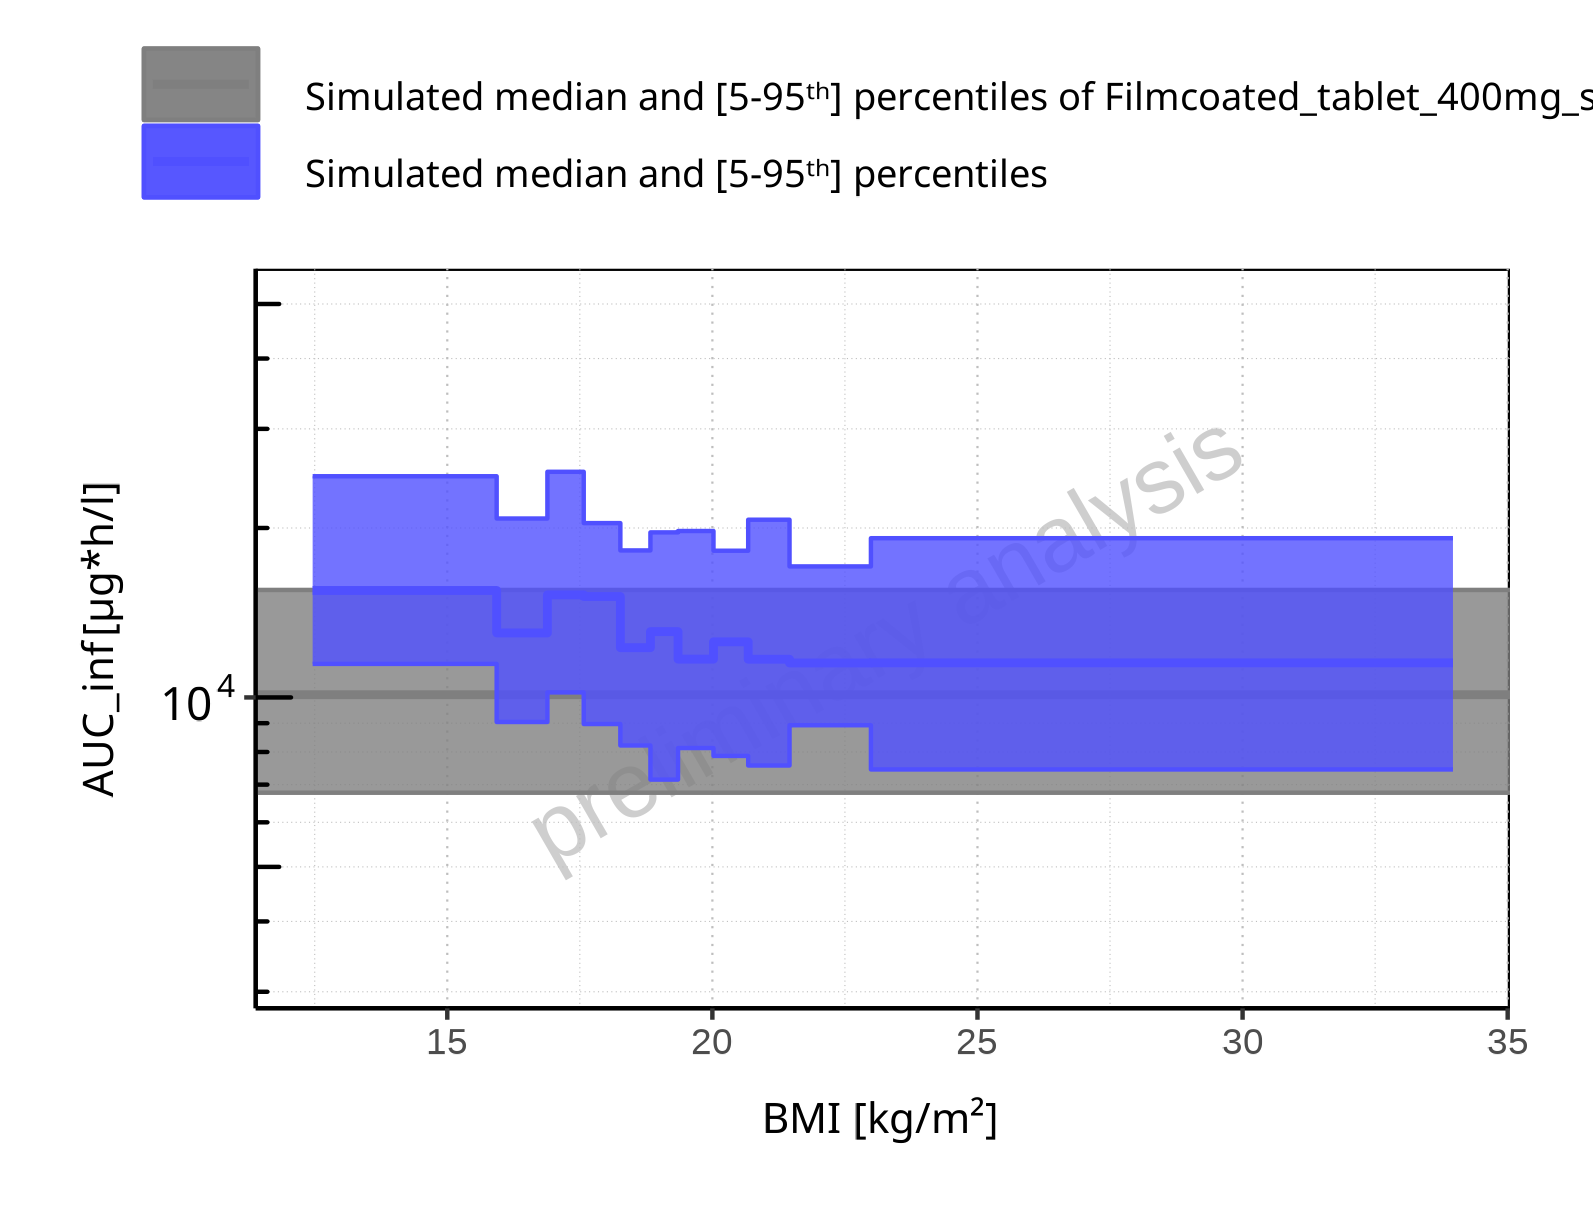 Simulated median and [5-95ᵗʰ] percentiles of Filmcoated_tablet_400mg_s
Simulated median and [5-95ᵗʰ] percentiles
AUC_inf[µg*h/l]
10⁴
preliminary analysis
15 20 25 30 35
BMI [kg/m²]